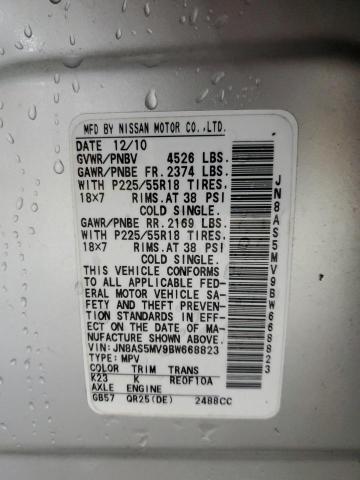 MFD BY NISSAN MOTOR CO.,LTD.
DATE 12/10
GVWR/PNBV 4526 LBS.
GAWR/PNBE FR.2374 LBS.
WITH P225/55R18 TIRES,
18×7 RIMS.AT 38 PSI
COLD SINGLE.
GAWR/PNBE RR.2169 LBS.
WITH P225/55R18 TIRES,
18×7 RIMS.AT 38 PSI
COLD SINGLE.
THIS VEHICLE CONFORMS
TO ALL APPLICABLE FED-
ERAL MOTOR VEHICLE SA-
FETY AND THEFT PREVEN-
TION STANDARDS IN EFF-
ECT ON THE DATE OF MA-
NUFACTURE SHOWN ABOVE.
VIN:JN8AS5MV9BW668823
TYPE: MPV
COLOR TRIM TRANS
K23 K RE0F10A
AXLE ENGINE
GB57 QR25(DE) 2488CC
JN8AS5MV9BW668823